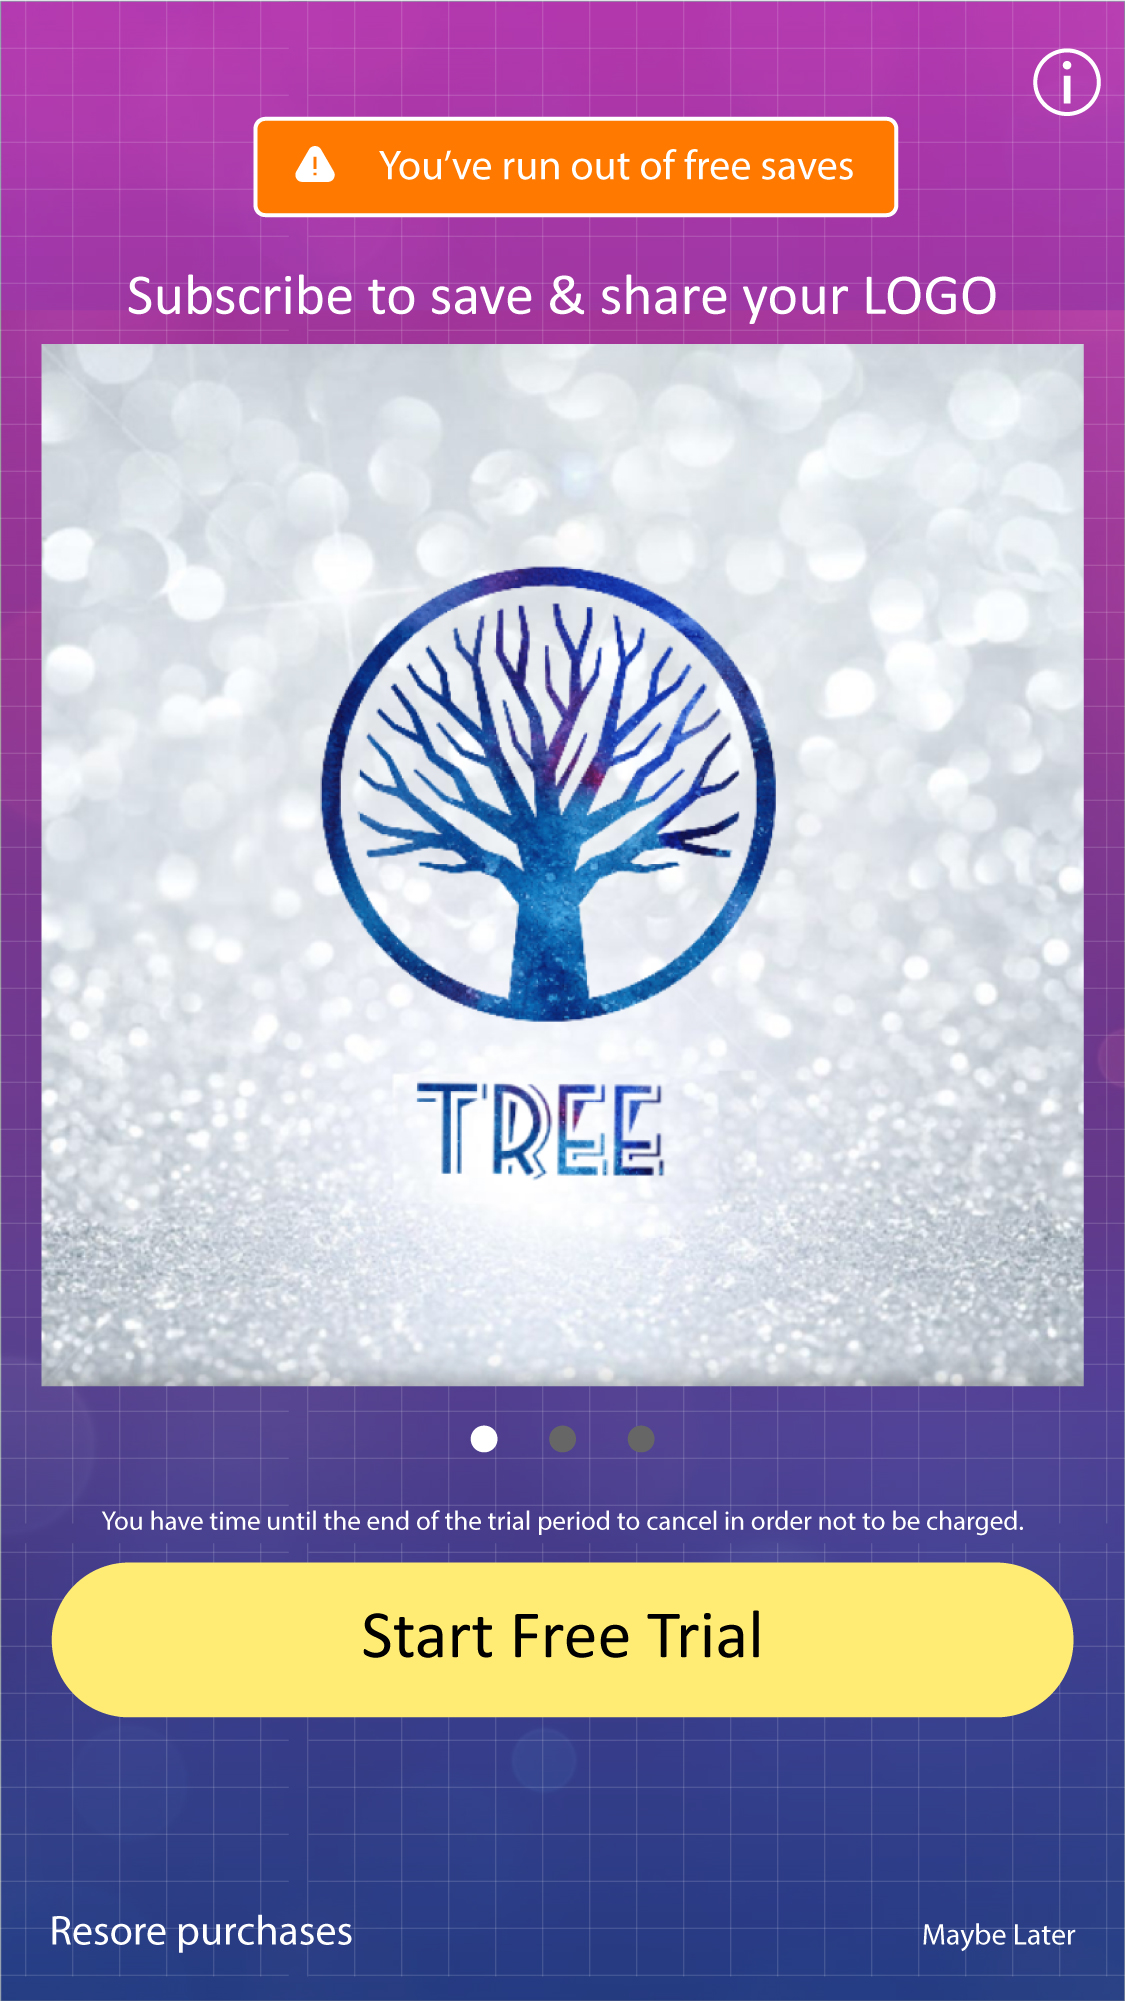 You’ve run out of free saves
Subscribe to save & share your LOGO
TREE
You have time until the end of the trial period to cancel in order not to be charged.
Start Free Trial
Resore purchases
Maybe Later